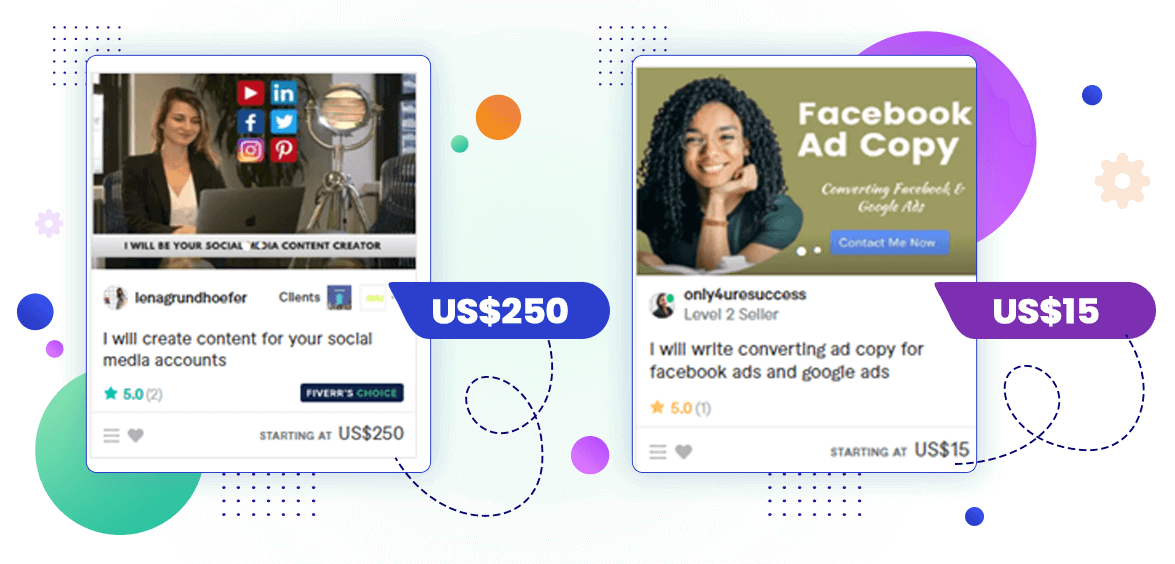 I WILL BE YOUR SOCIAL MEDIA CONTENT CREATOR
lenagrundhoefer
Clients
US$250
I will create content for your social
media accounts
5.0 (2)
FIVERR'S CHOICE
STARTING AT US$250
Facebook
Ad Copy
Converting Facebook &
Google Ads
Contact Me Now
only4uresuccess
Level 2 Seller
US$15
I will write converting ad copy for
facebook ads and google ads
5.0 (1)
STARTING AT US$15